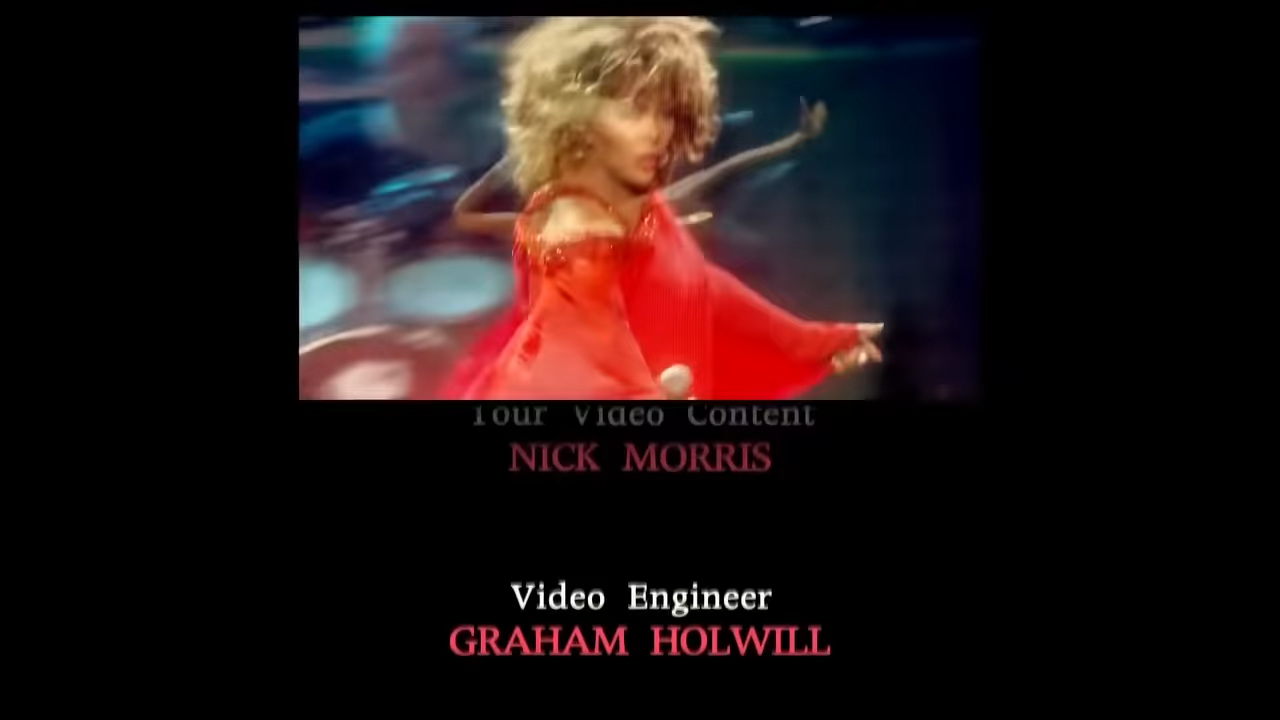 Tour Video Content
NICK MORRIS
Video Engineer
GRAHAM HOLWILL